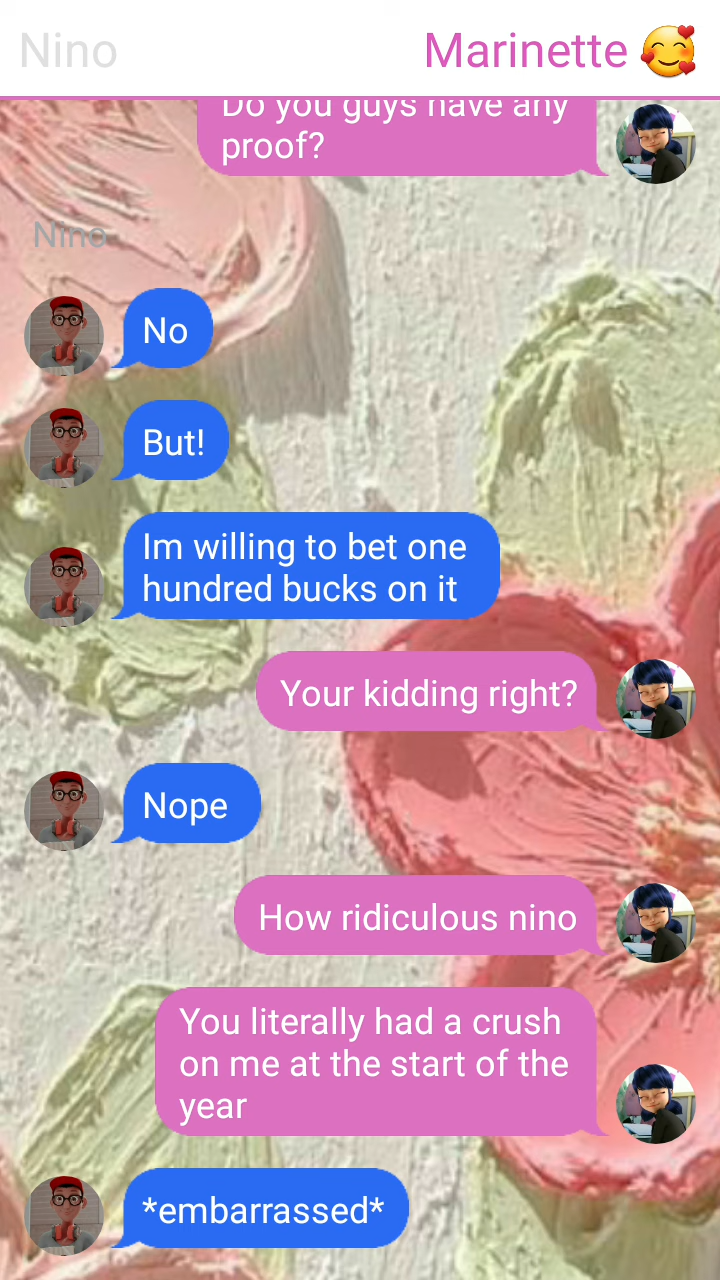 Nino
Marinette 🥰
Do you guys have any
proof?
Nino
No
But!
Im willing to bet one
hundred bucks on it
Your kidding right?
Nope
How ridiculous nino
You literally had a crush
on me at the start of the
year
*embarrassed*